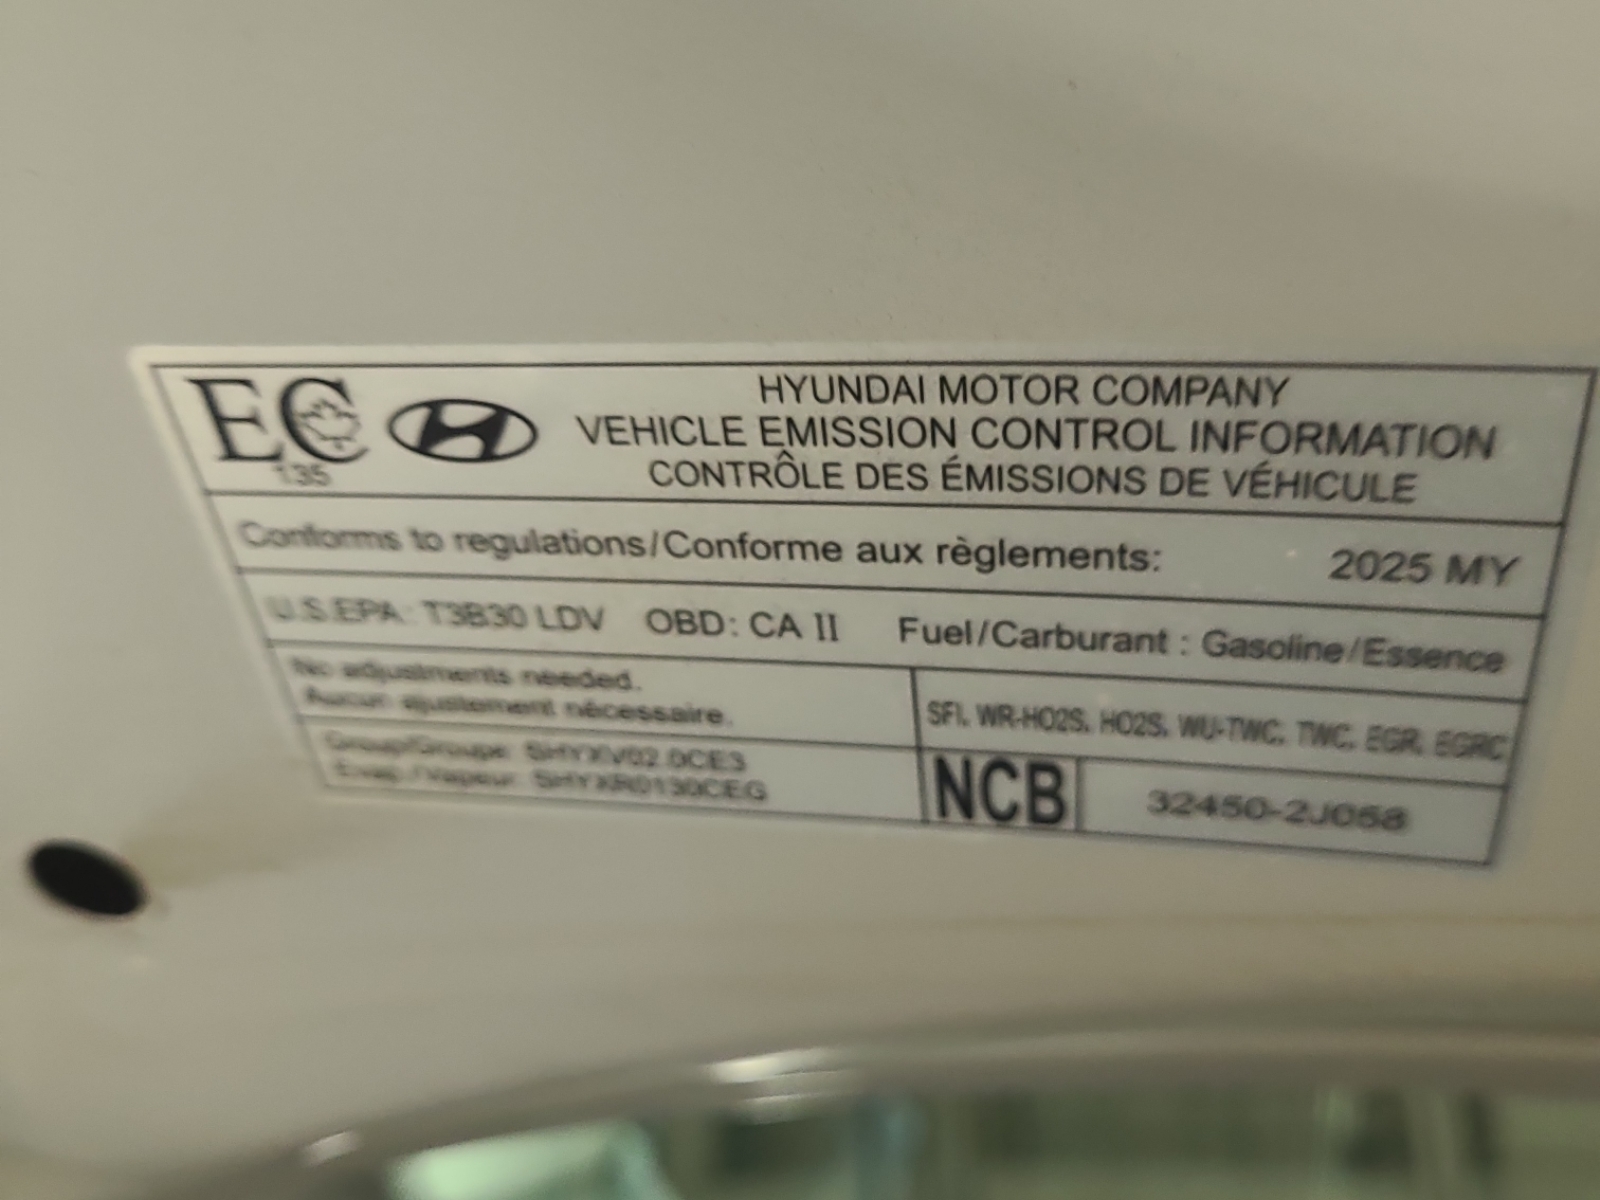 EC
135
HYUNDAI MOTOR COMPANY
VEHICLE EMISSION CONTROL INFORMATION
CONTRÔLE DES ÉMISSIONS DE VÉHICULE
Conforms to regulations/Conforme aux règlements: 2025 MY
U.S.EPA: T3B30 LDV OBD: CA II Fuel/Carburant : Gasoline/Essence
No adjustments needed.
Aucun ajustement nécessaire.
SFI, WR-HO2S, HO2S, WU-TWC, TWC, EGR, EGRC
Group/Groupe: SHYXV02.0CE3
Evap./Vapeur: SHYXR0130CEG
NCB
32450-2J058